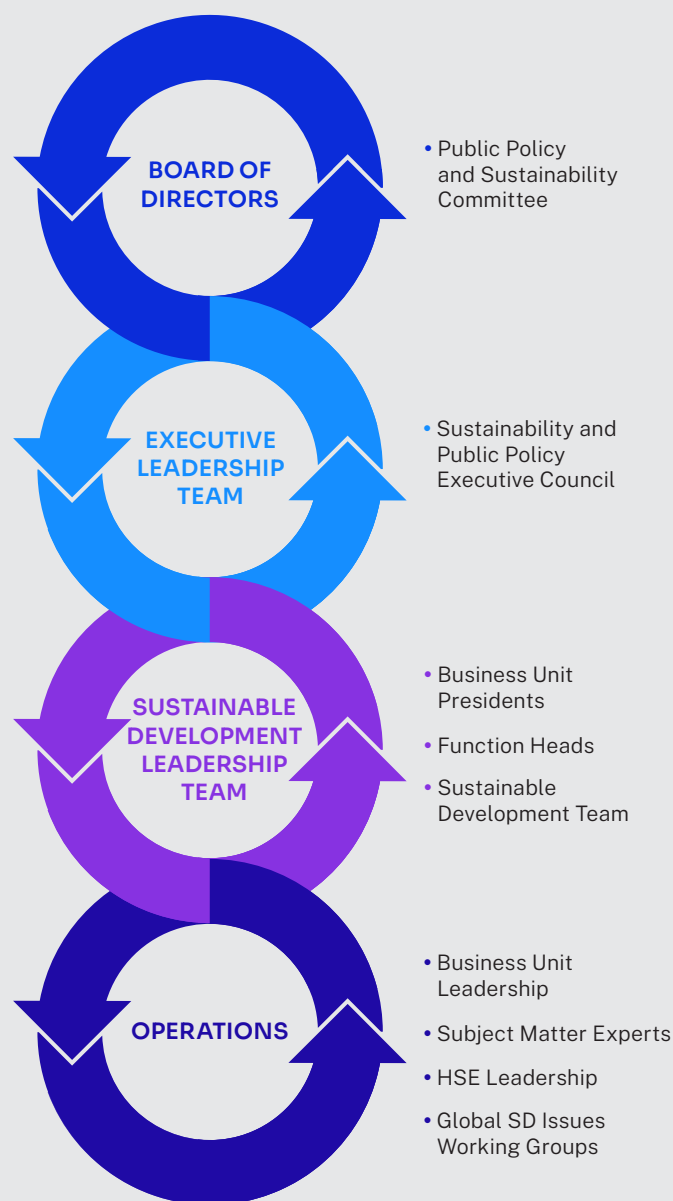 BOARD OF
DIRECTORS
• Public Policy
and Sustainability
Committee
EXECUTIVE
LEADERSHIP
TEAM
• Sustainability and
Public Policy
Executive Council
SUSTAINABLE
DEVELOPMENT
LEADERSHIP
TEAM
• Business Unit
Presidents
• Function Heads
• Sustainable
Development Team
OPERATIONS
• Business Unit
Leadership
• Subject Matter Experts
• HSE Leadership
• Global SD Issues
Working Groups